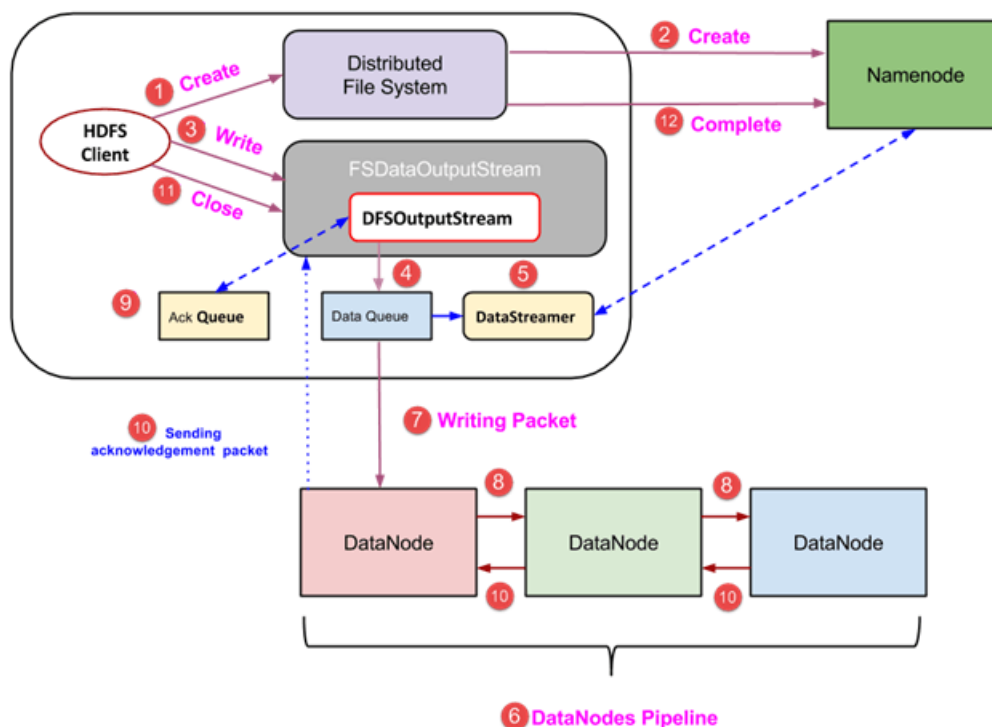 2 Create
Distributed
File System
Namenode
1 Create
12 Complete
HDFS
Client
3 Write
FSDataOutputStream
11 Close
DFSOutputStream
4
5
9
Ack Queue
Data Queue
DataStreamer
7 Writing Packet
10 Sending
acknowledgement packet
8
8
DataNode
DataNode
DataNode
10
10
6 DataNodes Pipeline